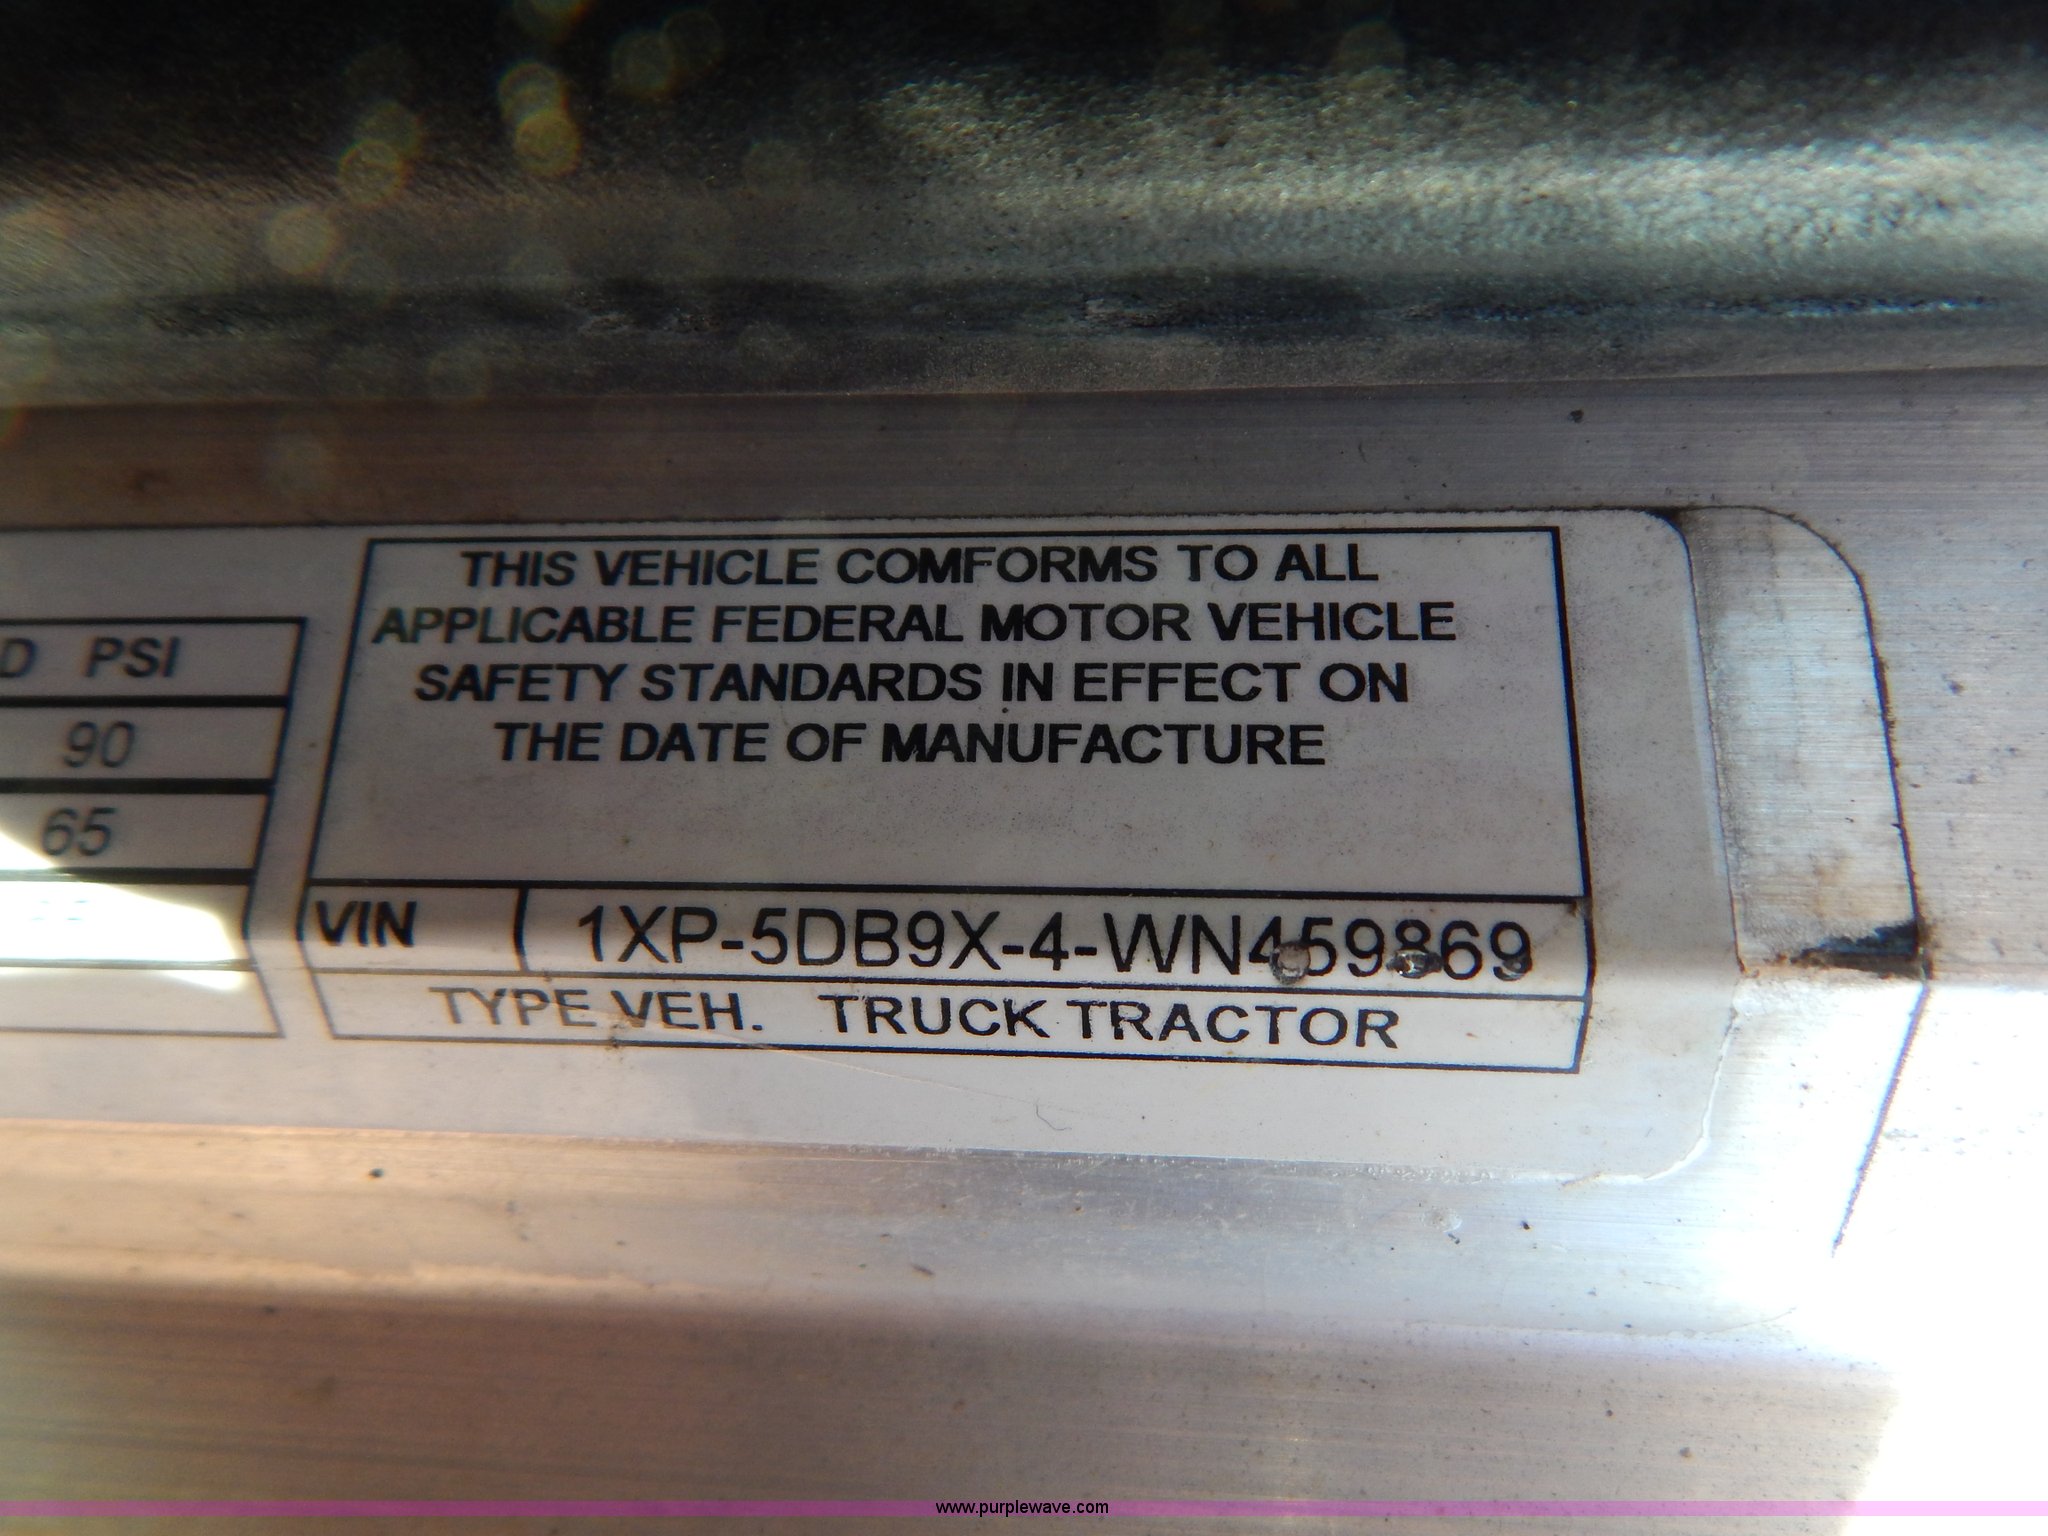 THIS VEHICLE COMFORMS TO ALL
APPLICABLE FEDERAL MOTOR VEHICLE
SAFETY STANDARDS IN EFFECT ON
THE DATE OF MANUFACTURE
D PSI
90
65
VIN 1XP-5DB9X-4-WN459869
TYPE VEH. TRUCK TRACTOR
www.purplewave.com